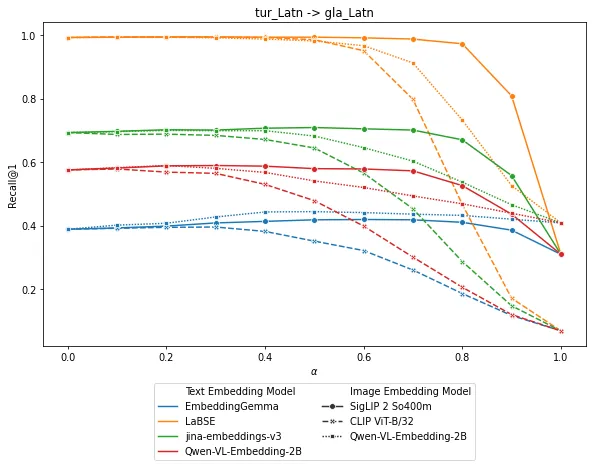 tur_Latn -> gla_Latn
Recall@1
1.0
0.8
0.6
0.4
0.2
0.0 0.2 0.4 0.6 0.8 1.0
α
Text Embedding Model
EmbeddingGemma
LaBSE
jina-embeddings-v3
Qwen-VL-Embedding-2B
Image Embedding Model
SigLIP 2 So400m
CLIP ViT-B/32
Qwen-VL-Embedding-2B